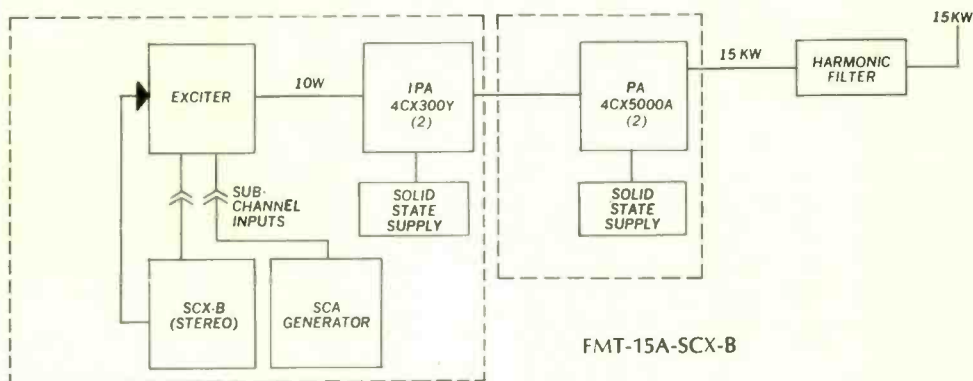 15KW
EXCITER
10W
IPA
4CX300Y
(2)
PA
4CX5000A
(2)
15 KW
HARMONIC
FILTER
SUB-
CHANNEL
INPUTS
SOLID
STATE
SUPPLY
SOLID
STATE
SUPPLY
SCX-B
(STEREO)
SCA
GENERATOR
FMT-15A-SCX-B